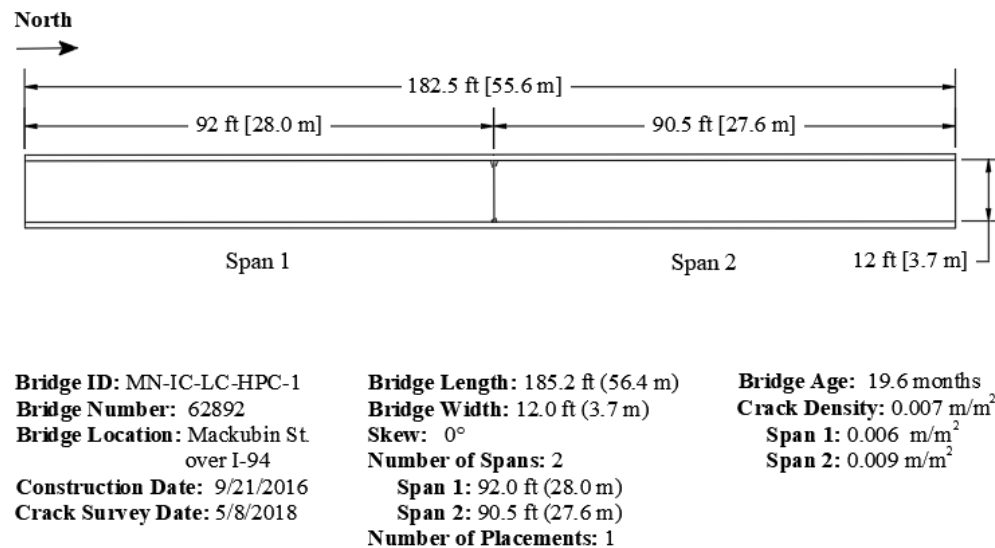 North
182.5 ft [55.6 m]
92 ft [28.0 m]
90.5 ft [27.6 m]
Span 1
Span 2
12 ft [3.7 m]
Bridge ID: MN-IC-LC-HPC-1
Bridge Number: 62892
Bridge Location: Mackubin St.
over I-94
Construction Date: 9/21/2016
Crack Survey Date: 5/8/2018
Bridge Length: 185.2 ft (56.4 m)
Bridge Width: 12.0 ft (3.7 m)
Skew: 0°
Number of Spans: 2
Span 1: 92.0 ft (28.0 m)
Span 2: 90.5 ft (27.6 m)
Number of Placements: 1
Bridge Age: 19.6 months
Crack Density: 0.007 m/m²
Span 1: 0.006 m/m²
Span 2: 0.009 m/m²